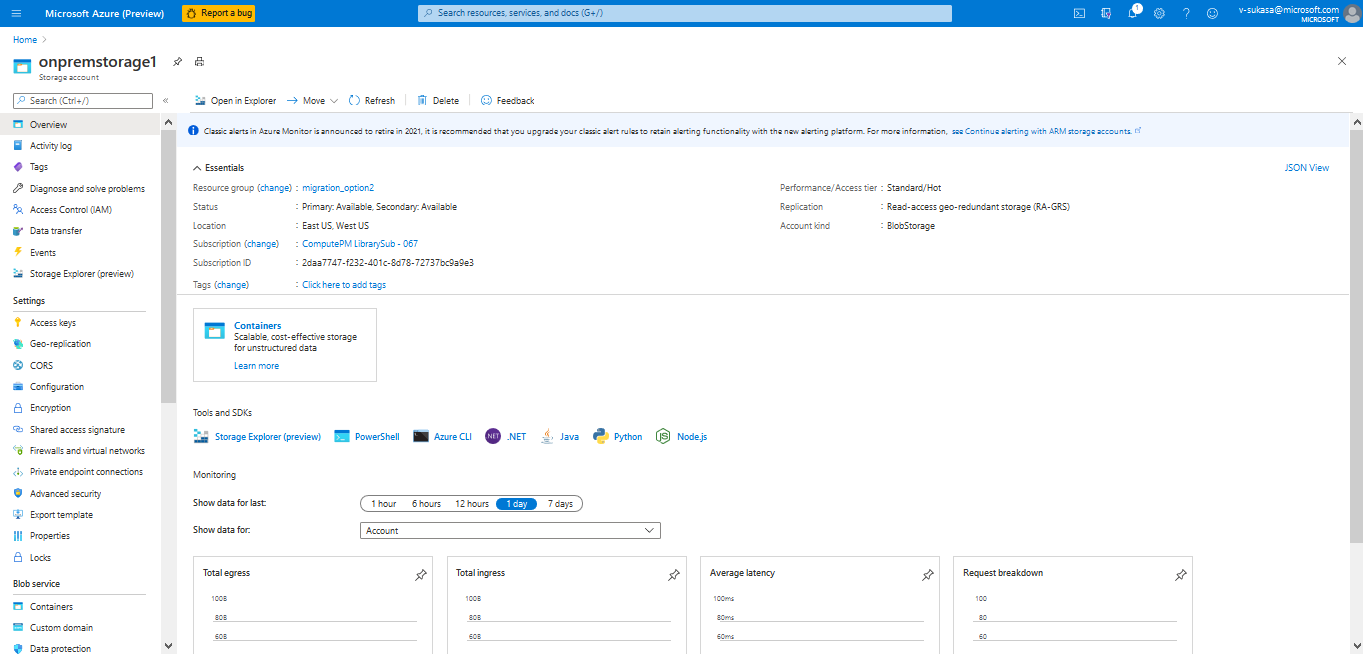 Microsoft Azure (Preview)
Report a bug
Search resources, services, and docs (G+/)
1
v-sukasa@microsoft.com
MICROSOFT
Home
onpremstorage1
Storage account
Search (Ctrl+/)
«
Overview
Activity log
Tags
Diagnose and solve problems
Access Control (IAM)
Data transfer
Events
Storage Explorer (preview)
Settings
Access keys
Geo-replication
CORS
Configuration
Encryption
Shared access signature
Firewalls and virtual networks
Private endpoint connections
Advanced security
Export template
Properties
Locks
Blob service
Containers
Custom domain
Data protection
Open in Explorer
Move
Refresh
Delete
Feedback
Classic alerts in Azure Monitor is announced to retire in 2021, it is recommended that you upgrade your classic alert rules to retain alerting functionality with the new alerting platform. For more information, see Continue alerting with ARM storage accounts.
Essentials
JSON View
Resource group (change) : migration_option2
Status : Primary: Available, Secondary: Available
Location : East US, West US
Subscription (change) : ComputePM LibrarySub - 067
Subscription ID : 2daa7747-f232-401c-8d78-72737bc9a9e3
Tags (change) : Click here to add tags
Performance/Access tier : Standard/Hot
Replication : Read-access geo-redundant storage (RA-GRS)
Account kind : BlobStorage
Containers
Scalable, cost-effective storage
for unstructured data
Learn more
Tools and SDKs
Storage Explorer (preview)
PowerShell
Azure CLI
NET
.NET
Java
Python
Node.js
Monitoring
Show data for last:
1 hour
6 hours
12 hours
1 day
7 days
Show data for:
Account
Total egress
100B
80B
60B
Total ingress
100B
80B
60B
Average latency
100ms
80ms
60ms
Request breakdown
100
80
60